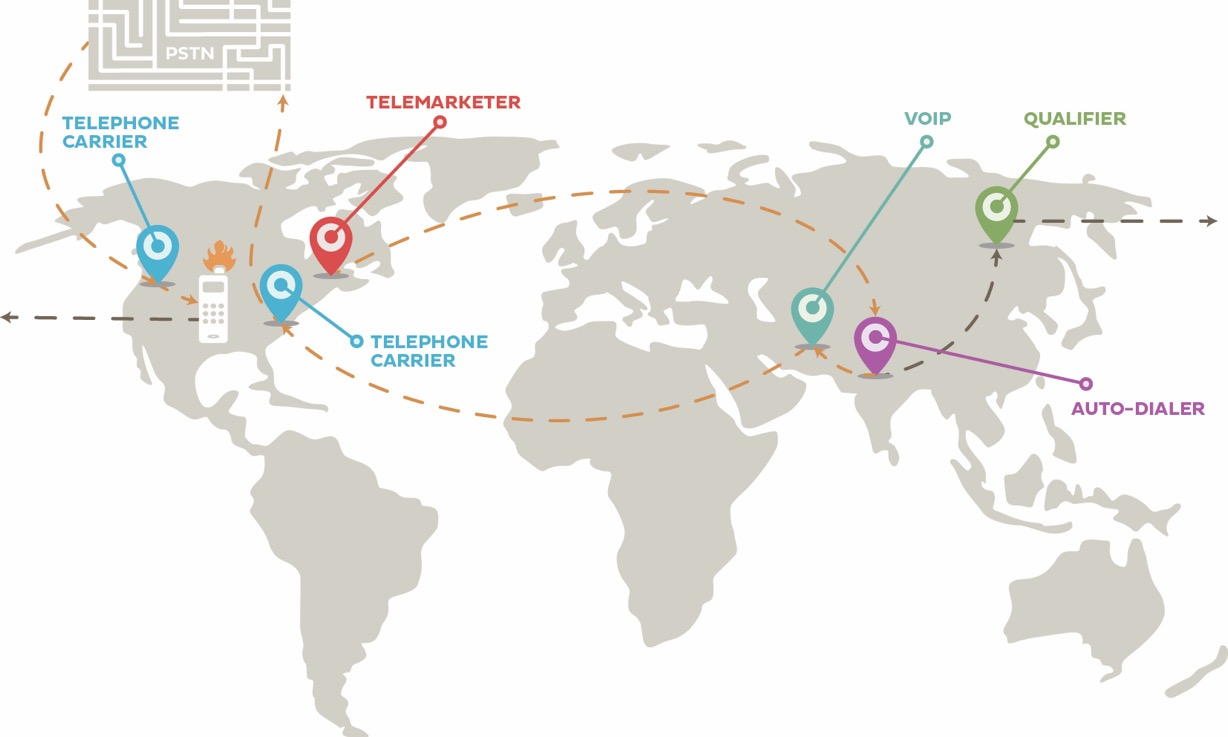 PSTN
TELEMARKETER
TELEPHONE
CARRIER
VOIP
QUALIFIER
TELEPHONE
CARRIER
AUTO-DIALER